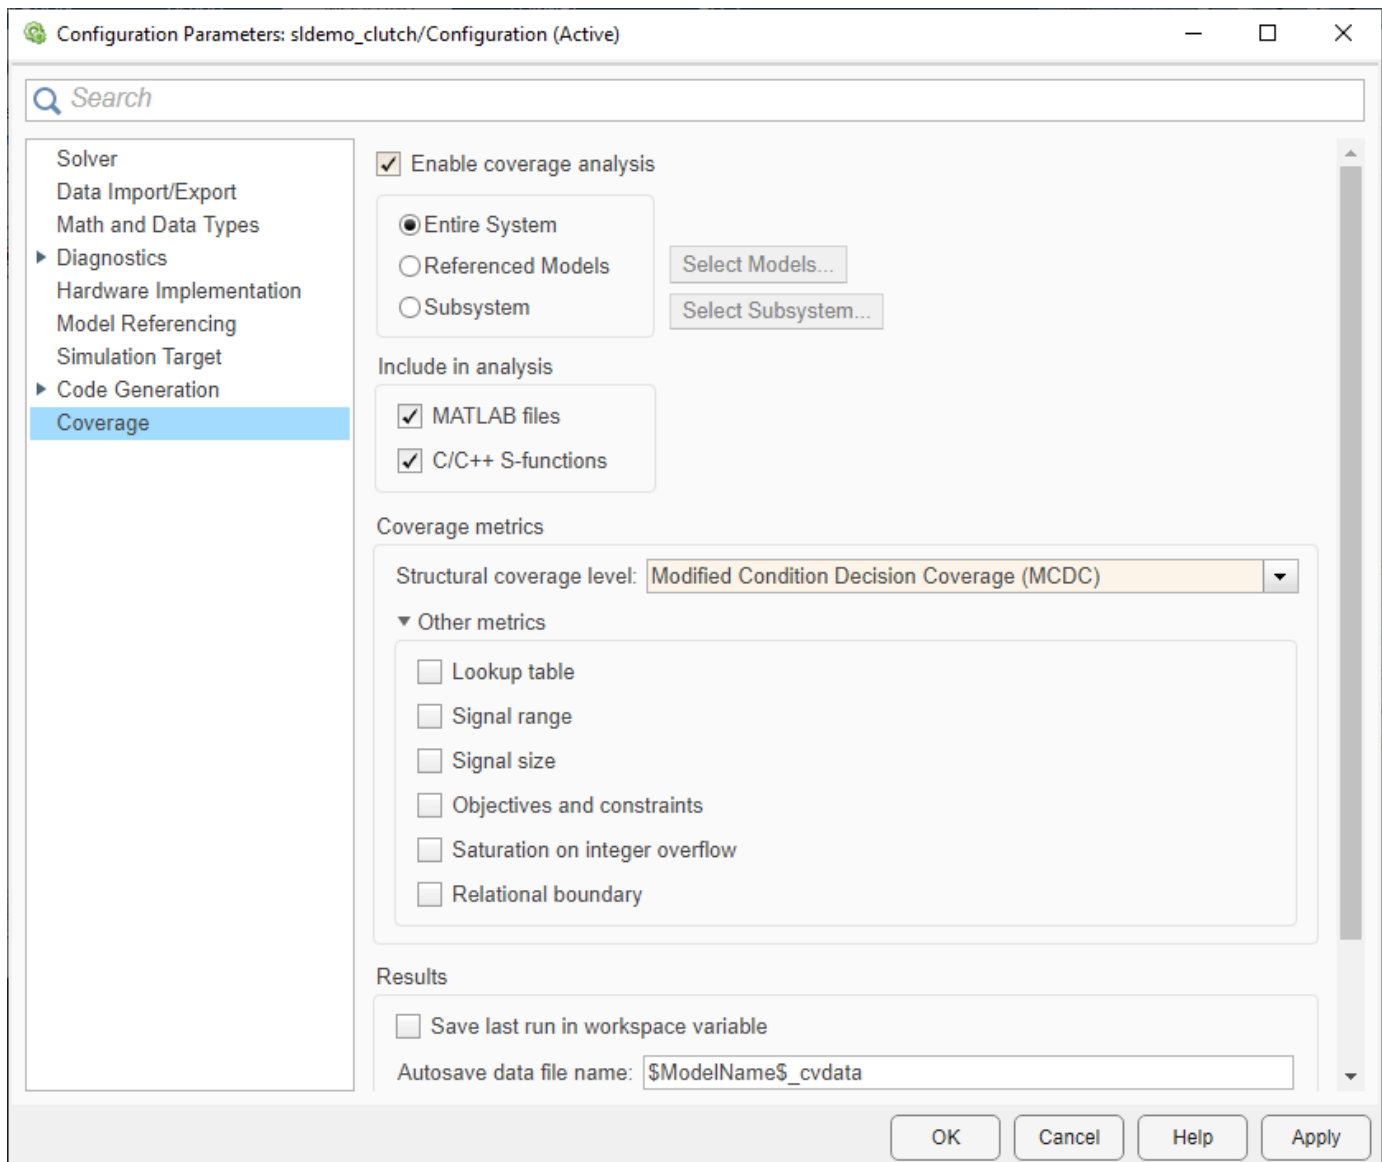 Configuration Parameters: sldemo_clutch/Configuration (Active)
Search
Solver
Data Import/Export
Math and Data Types
Diagnostics
Hardware Implementation
Model Referencing
Simulation Target
Code Generation
Coverage
Enable coverage analysis
Entire System
Referenced Models
Select Models...
Subsystem
Select Subsystem...
Include in analysis
MATLAB files
C/C++ S-functions
Coverage metrics
Structural coverage level: Modified Condition Decision Coverage (MCDC)
Other metrics
Lookup table
Signal range
Signal size
Objectives and constraints
Saturation on integer overflow
Relational boundary
Results
Save last run in workspace variable
Autosave data file name: $ModelName$_cvdata
OK Cancel Help Apply